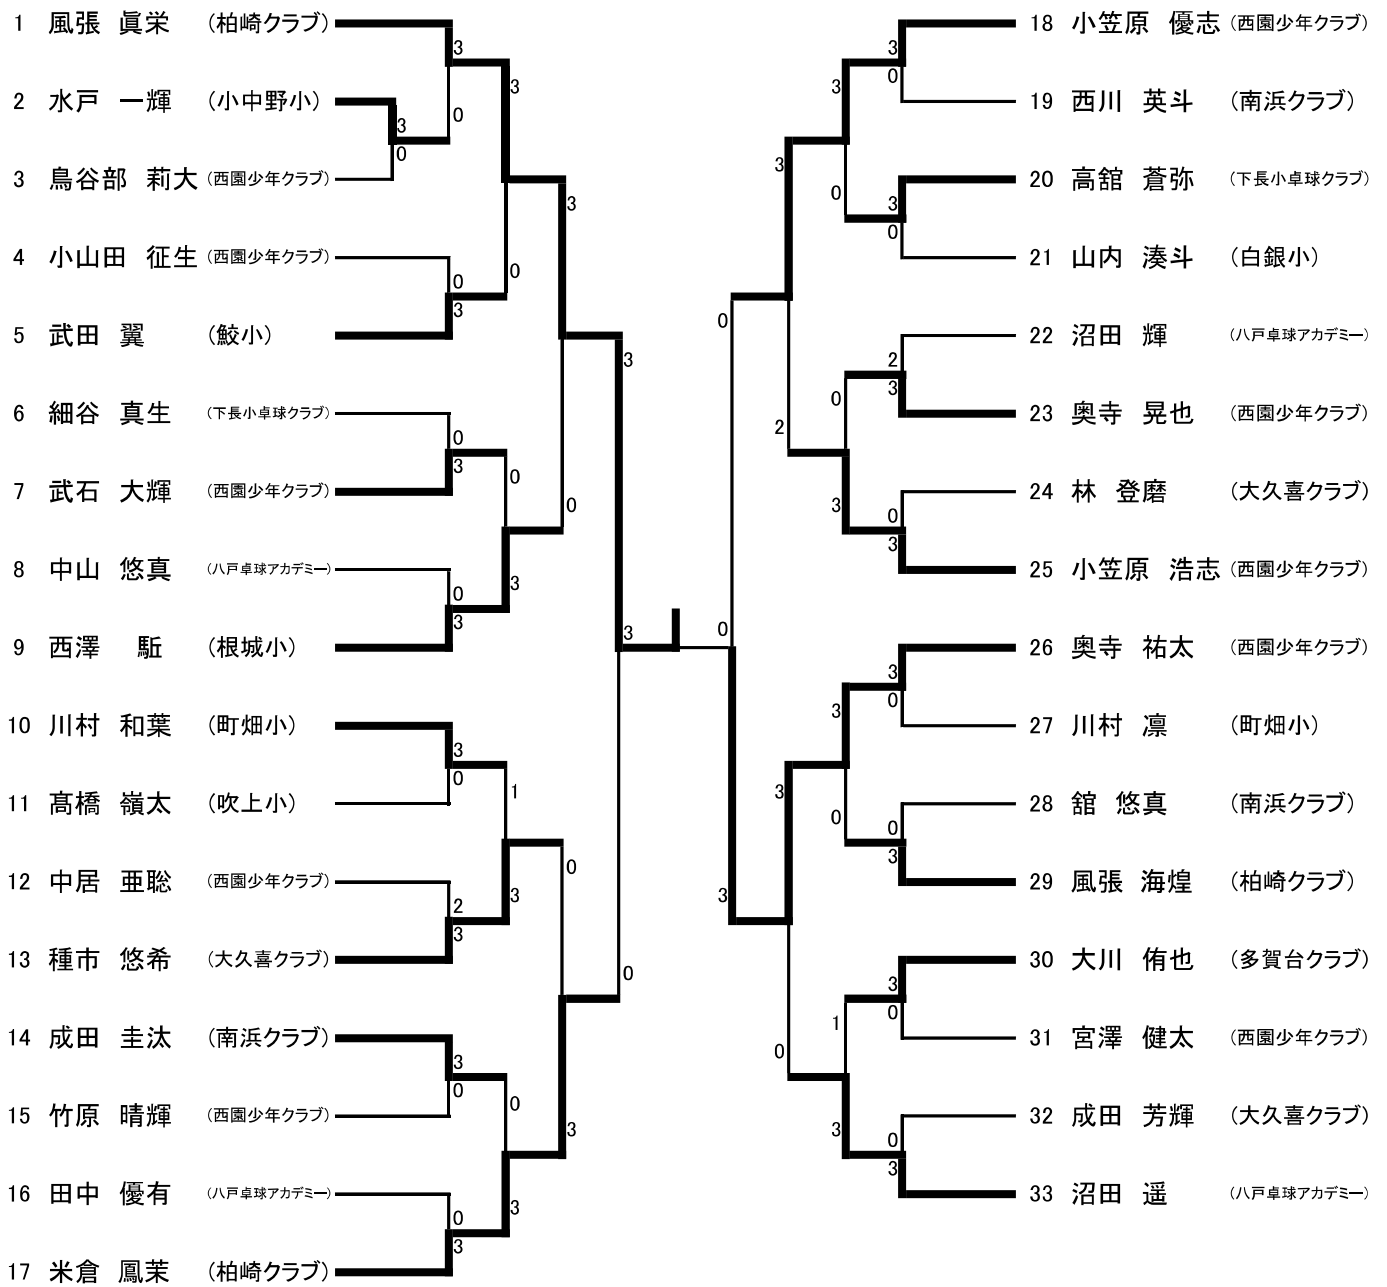 1 風張 眞栄 (柏崎クラブ)
2 水戸 一輝 (小中野小)
3 鳥谷部 莉大 (西園少年クラブ)
4 小山田 征生 (西園少年クラブ)
5 武田 翼 (鮫小)
6 細谷 真生 (下長小卓球クラブ)
7 武石 大輝 (西園少年クラブ)
8 中山 悠真 (八戸卓球アカデミー)
9 西澤 駈 (根城小)
10 川村 和葉 (町畑小)
11 髙橋 嶺太 (吹上小)
12 中居 亜聡 (西園少年クラブ)
13 種市 悠希 (大久喜クラブ)
14 成田 圭汰 (南浜クラブ)
15 竹原 晴輝 (西園少年クラブ)
16 田中 優有 (八戸卓球アカデミー)
17 米倉 鳳茉 (柏崎クラブ)
3
0
3
0
3
0
0
3
3
0
3
0
3
0
0
3
0
3
3
0
3
0
1
3
2
3
0
0
3
3
0
0
3
0
3
0
3
0
3
3
0
3
0
3
0
0
2
2
3
0
3
0
3
3
3
0
3
0
0
3
3
0
3
0
1
3
0
3
18 小笠原 優志 (西園少年クラブ)
19 西川 英斗 (南浜クラブ)
20 高舘 蒼弥 (下長小卓球クラブ)
21 山内 湊斗 (白銀小)
22 沼田 輝 (八戸卓球アカデミー)
23 奥寺 晃也 (西園少年クラブ)
24 林 登磨 (大久喜クラブ)
25 小笠原 浩志 (西園少年クラブ)
26 奥寺 祐太 (西園少年クラブ)
27 川村 凛 (町畑小)
28 舘 悠真 (南浜クラブ)
29 風張 海煌 (柏崎クラブ)
30 大川 侑也 (多賀台クラブ)
31 宮澤 健太 (西園少年クラブ)
32 成田 芳輝 (大久喜クラブ)
33 沼田 遥 (八戸卓球アカデミー)